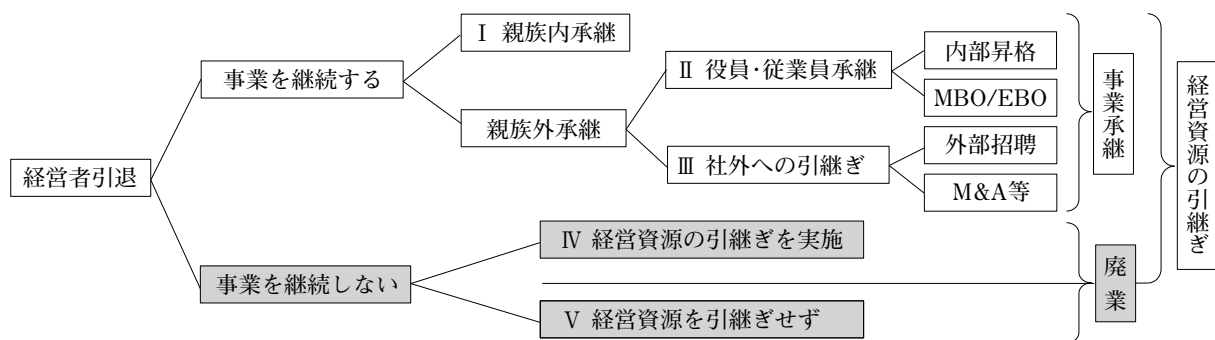 経営者引退
事業を継続する
Ⅰ 親族内承継
親族外承継
Ⅱ 役員・従業員承継
内部昇格
MBO/EBO
Ⅲ 社外への引継ぎ
外部招聘
M&A等
事業を継続しない
Ⅳ 経営資源の引継ぎを実施
Ⅴ 経営資源を引継ぎせず
事業承継
廃業
経営資源の引継ぎ